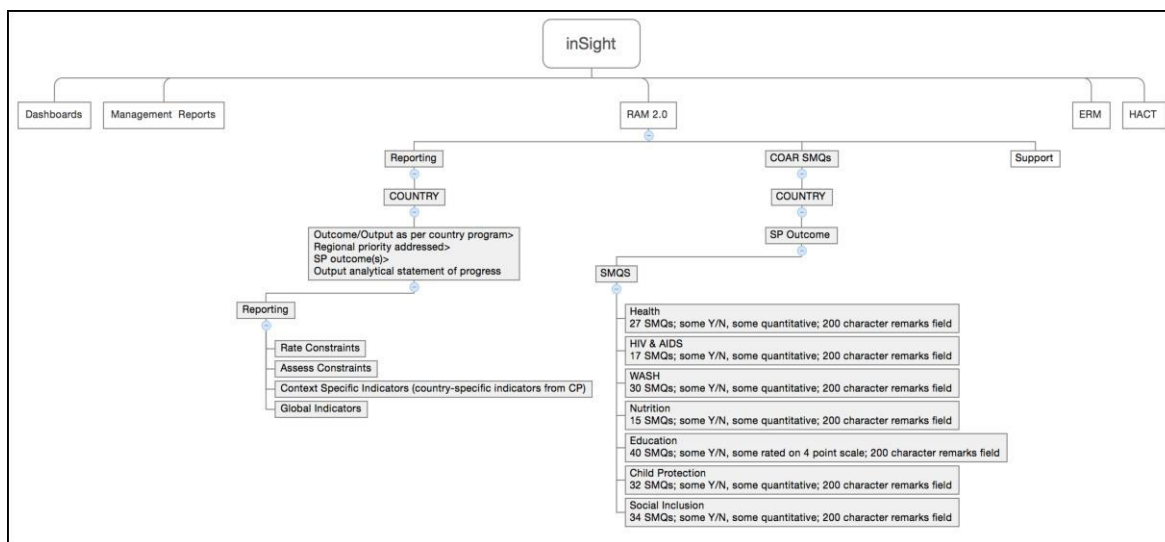 inSight
Dashboards
Management Reports
RAM 2.0
ERM
HACT
Reporting
COAR SMQs
Support
COUNTRY
COUNTRY
Outcome/Output as per country program>
Regional priority addressed>
SP outcome(s)>
Output analytical statement of progress
SP Outcome
SMQS
Reporting
Rate Constraints
Assess Constraints
Context Specific Indicators (country-specific indicators from CP)
Global Indicators
Health
27 SMQs; some Y/N, some quantitative; 200 character remarks field
HIV & AIDS
17 SMQs; some Y/N, some quantitative; 200 character remarks field
WASH
30 SMQs; some Y/N, some quantitative; 200 character remarks field
Nutrition
15 SMQs; some Y/N, some quantitative; 200 character remarks field
Education
40 SMQs; some Y/N, some rated on 4 point scale; 200 character remarks field
Child Protection
32 SMQs; some Y/N, some quantitative; 200 character remarks field
Social Inclusion
34 SMQs; some Y/N, some quantitative; 200 character remarks field